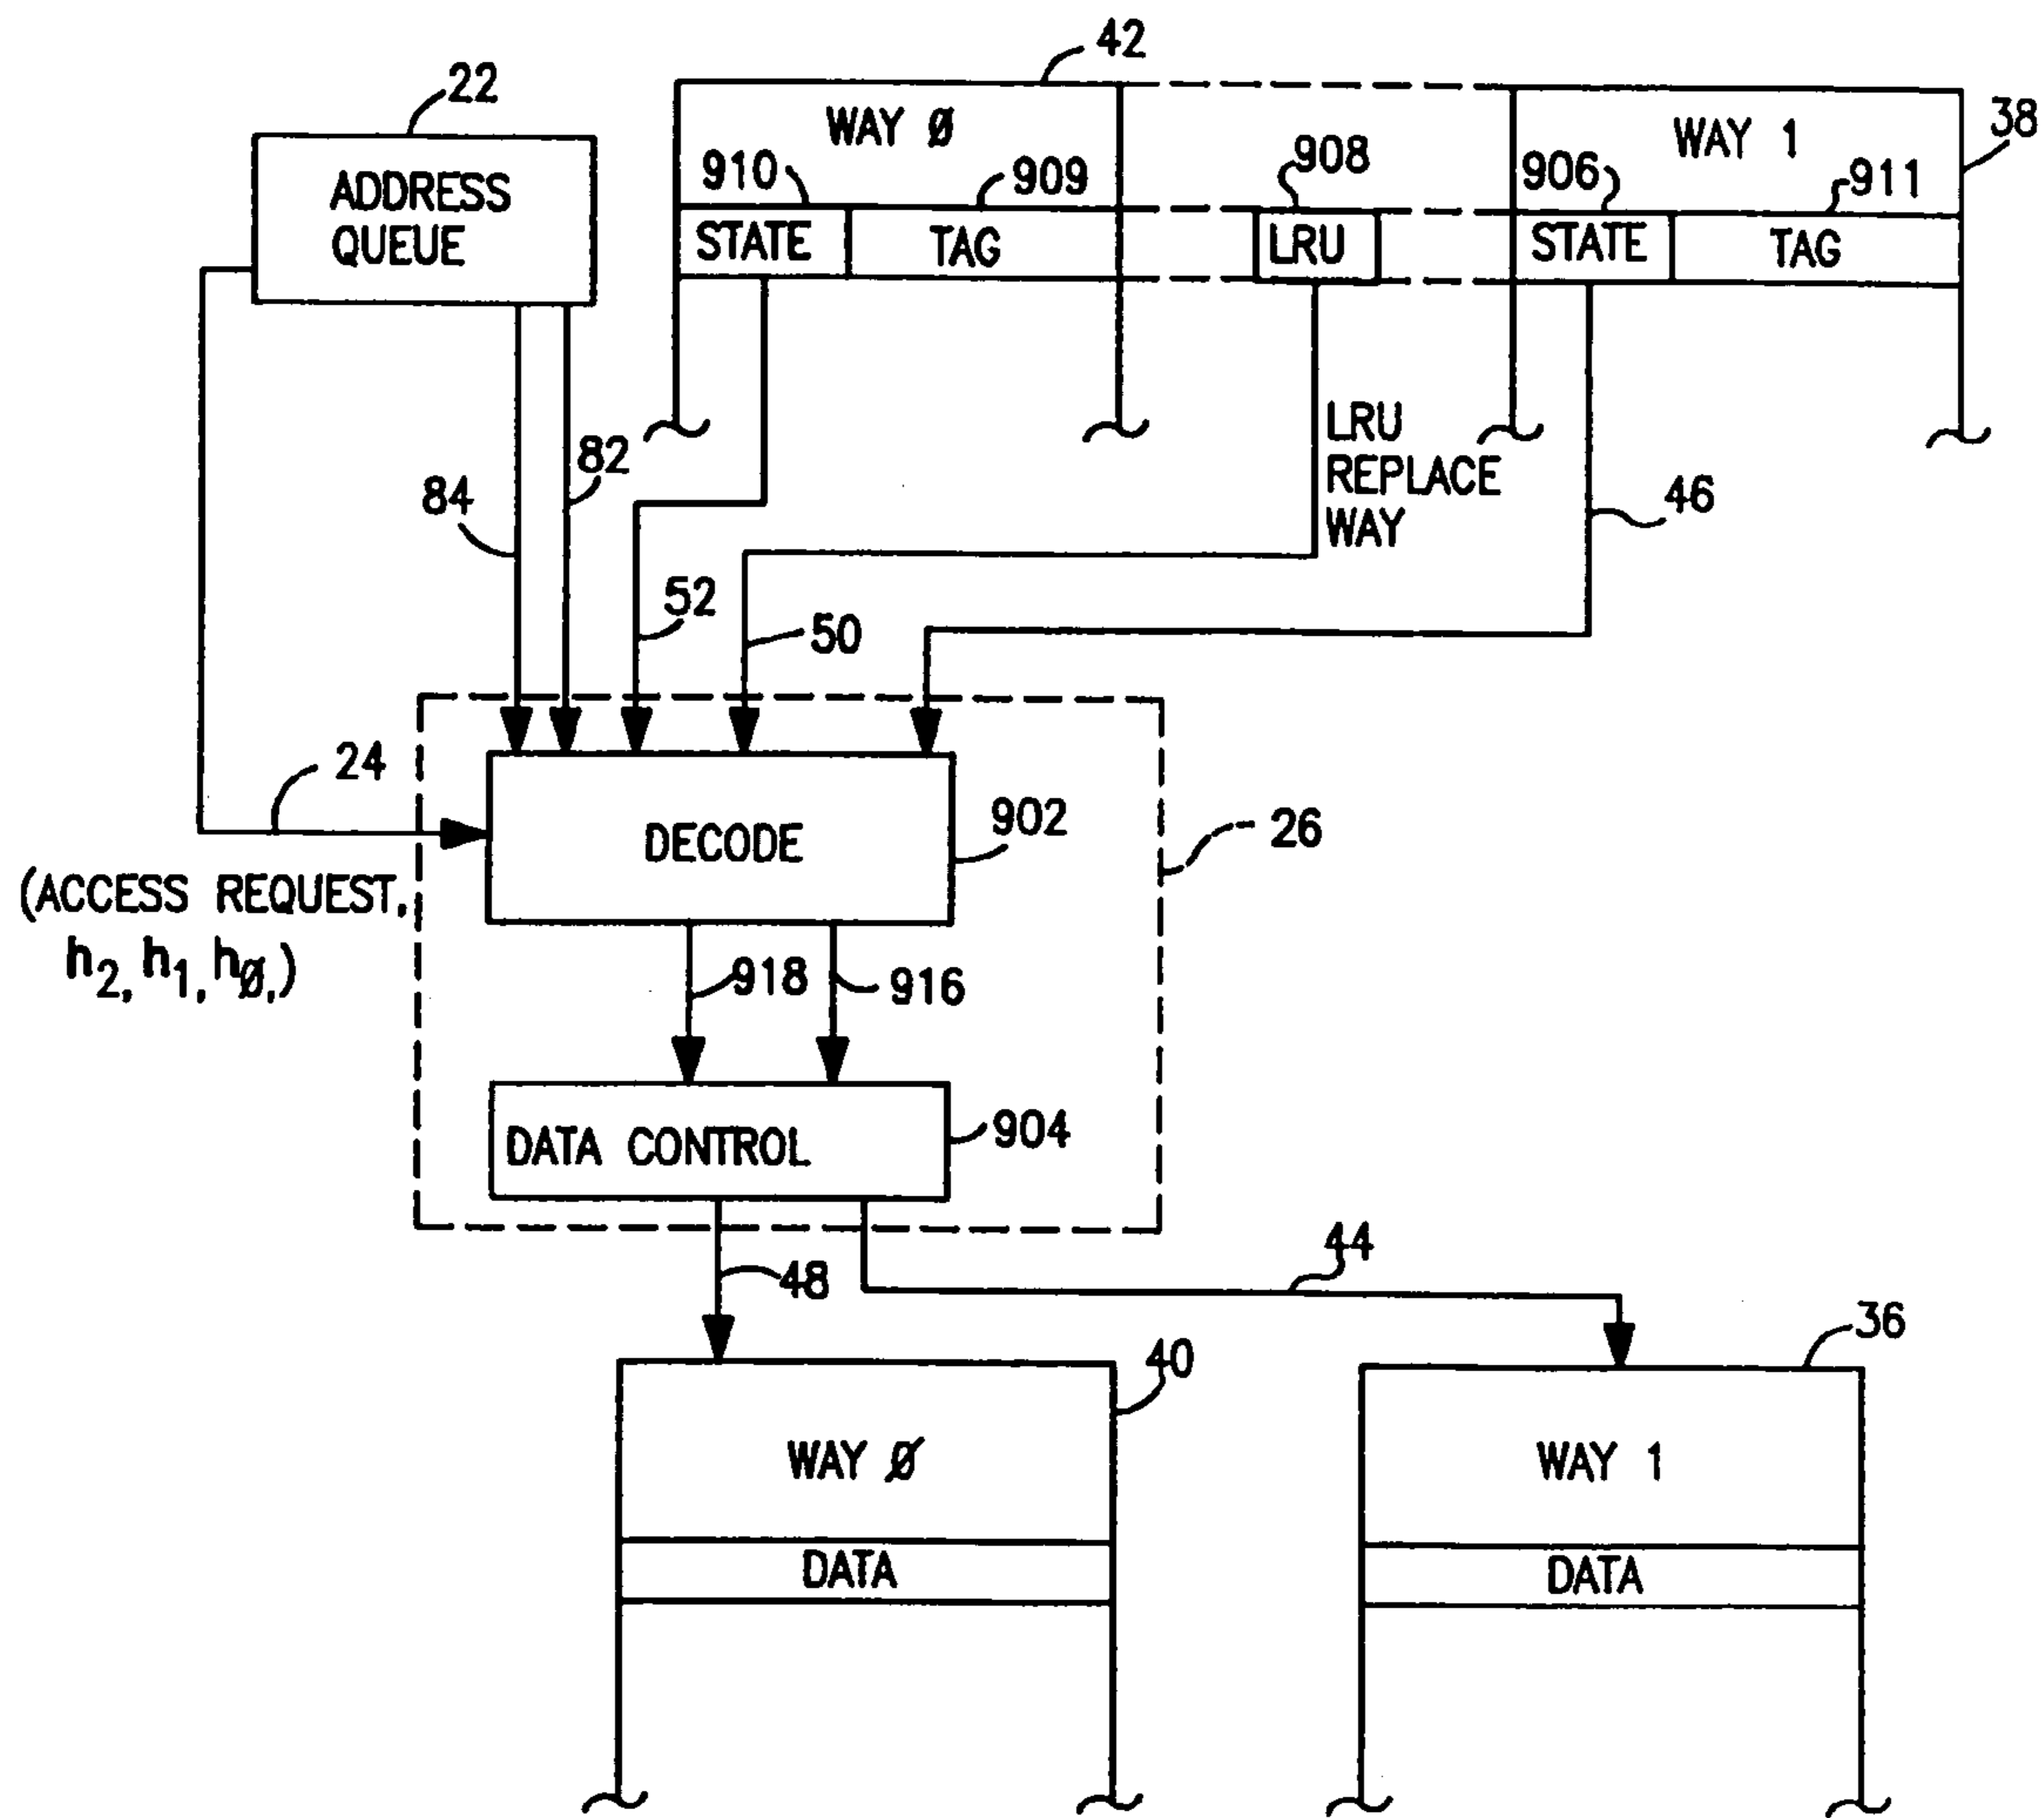 42
22
WAY Ø
WAY 1
38
ADDRESS
QUEUE
910
909
908
906
911
STATE
TAG
LRU
STATE
TAG
84
82
LRU
REPLACE
WAY
46
52
50
24
DECODE
902
26
(ACCESS REQUEST,
h2, h1, hø,)
918
916
DATA CONTROL
904
48
44
40
36
WAY Ø
WAY 1
DATA
DATA